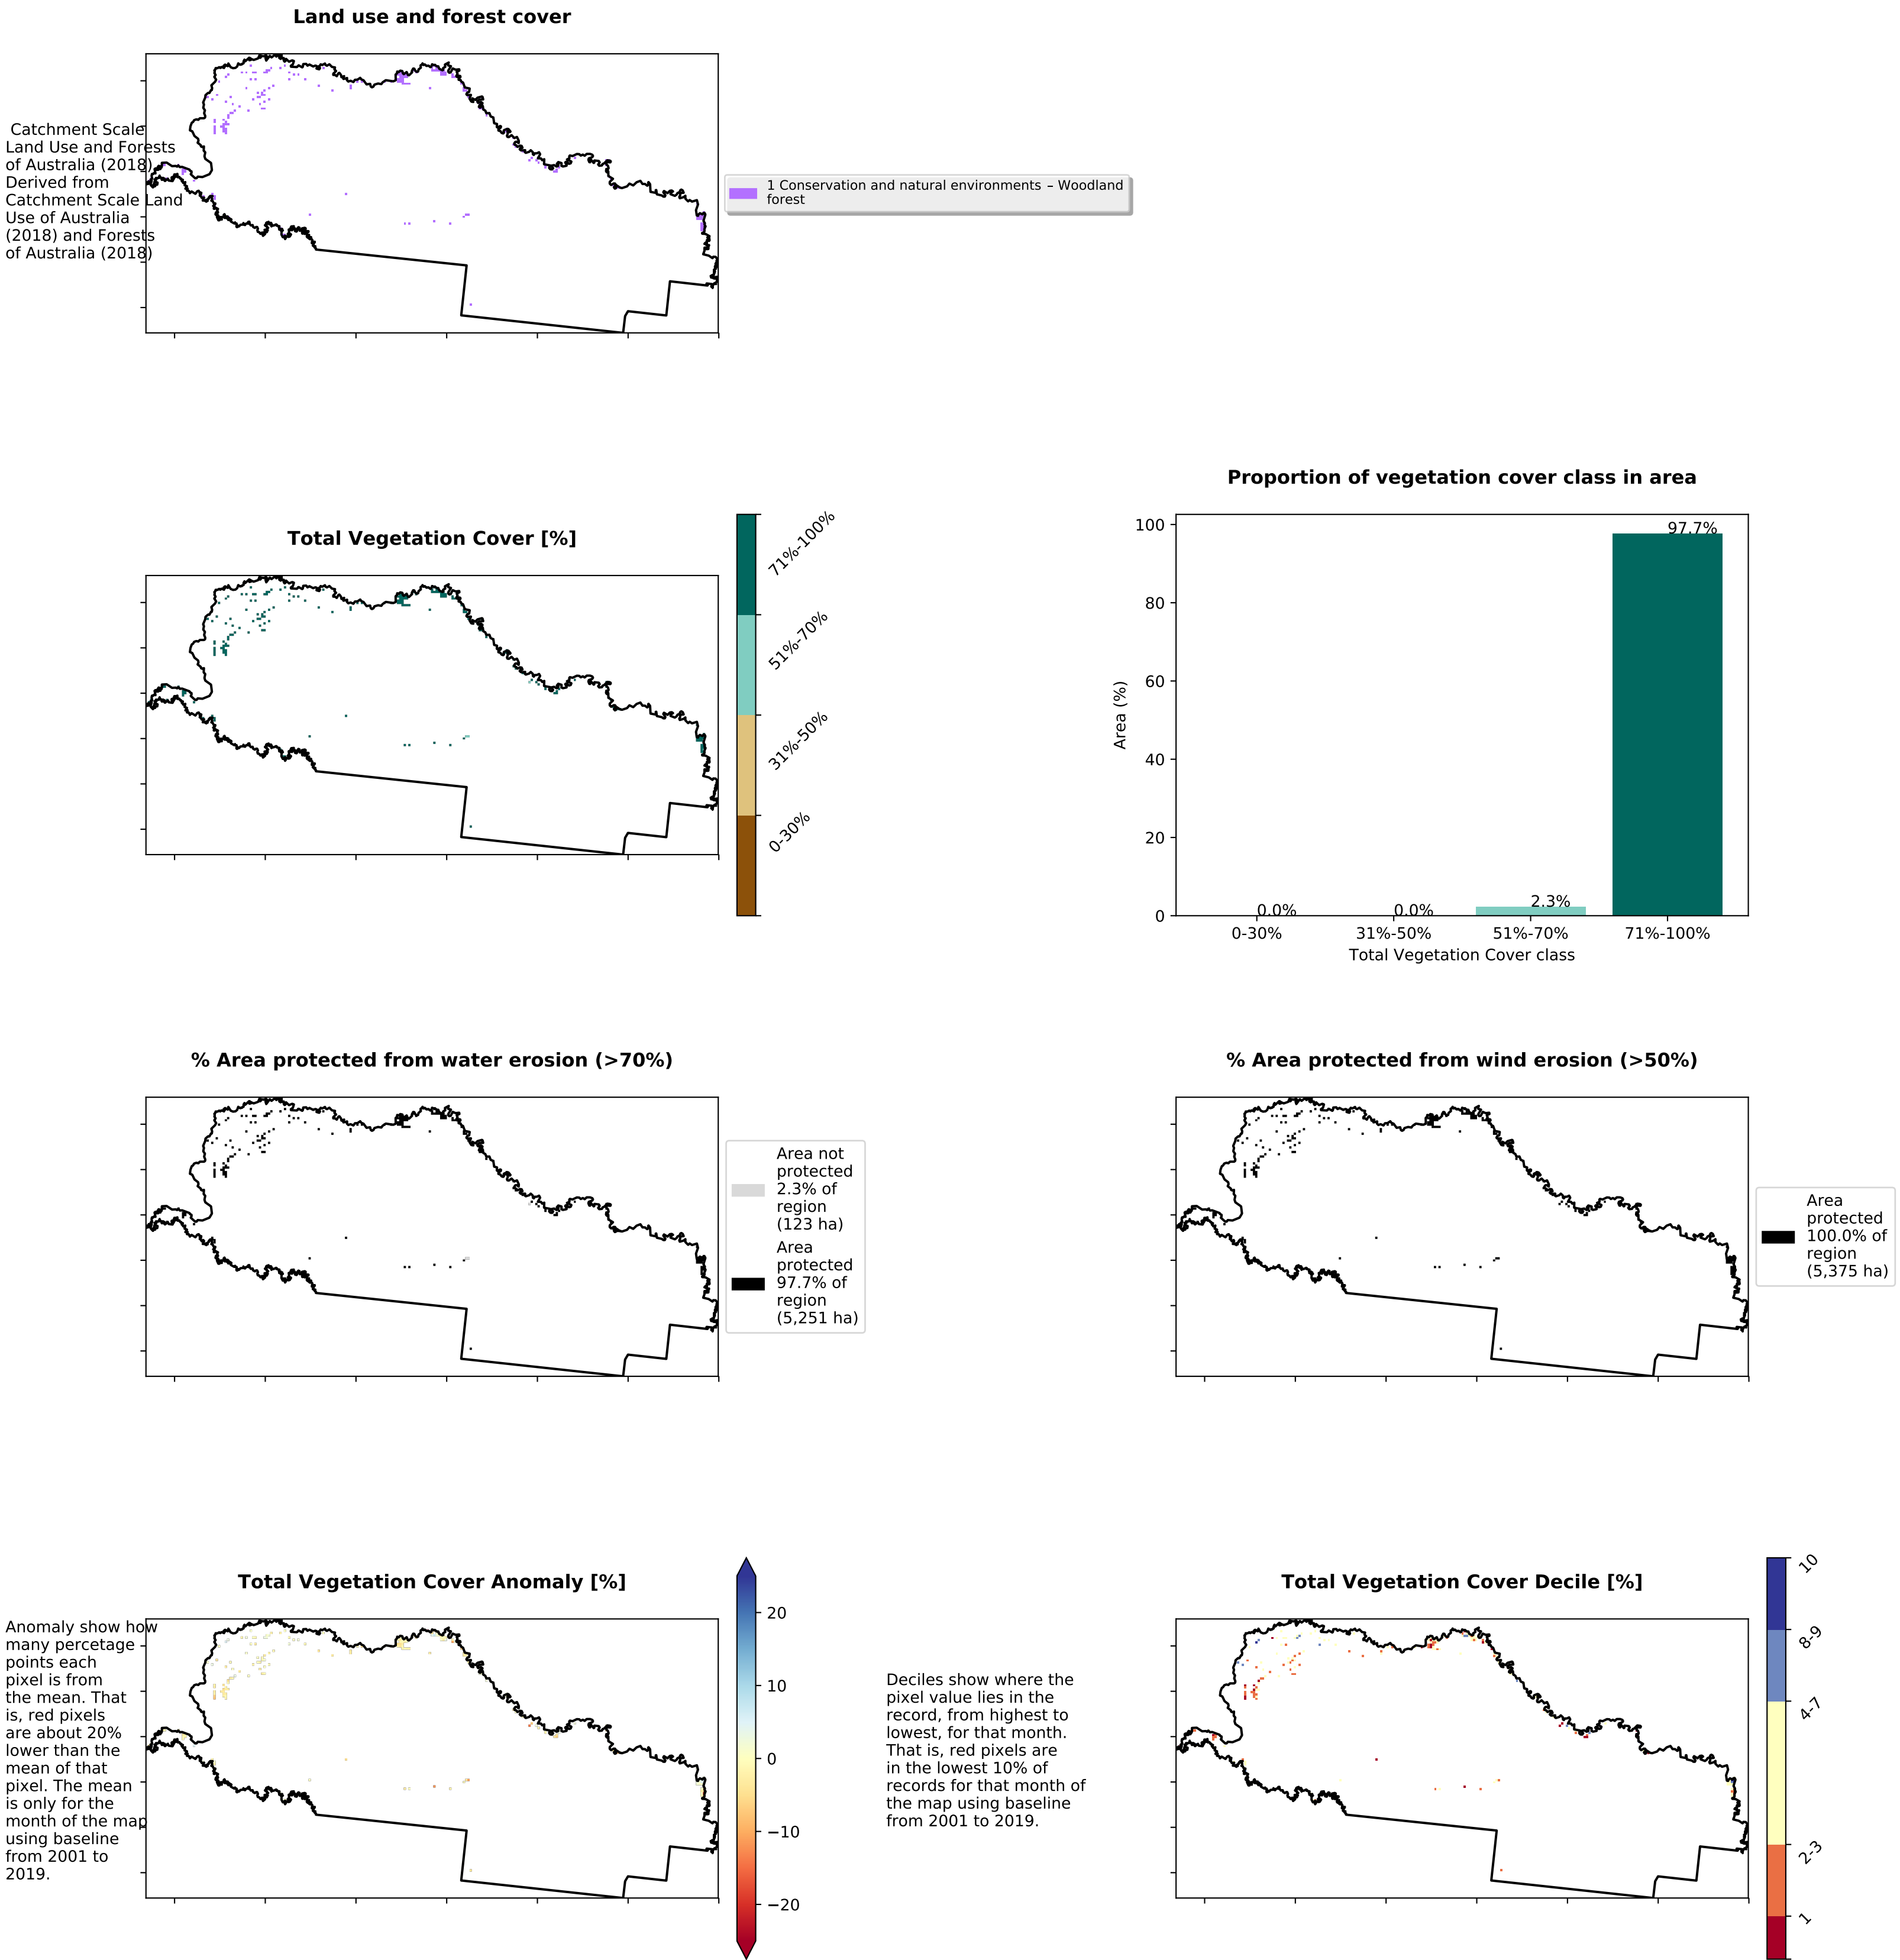 Land use and forest cover
Catchment Scale
Land Use and Forests
of Australia (2018)
Derived from
Catchment Scale Land
Use of Australia
(2018) and Forests
of Australia (2018)
1 Conservation and natural environments – Woodland
forest
Total Vegetation Cover [%]
71%-100%
51%-70%
31%-50%
0-30%
Proportion of vegetation cover class in area
Area (%)
100
80
60
40
20
0
0.0%
0.0%
2.3%
97.7%
0-30%
31%-50%
51%-70%
71%-100%
Total Vegetation Cover class
% Area protected from water erosion (>70%)
Area not
protected
2.3% of
region
(123 ha)
Area
protected
97.7% of
region
(5,251 ha)
% Area protected from wind erosion (>50%)
Area
protected
100.0% of
region
(5,375 ha)
Total Vegetation Cover Anomaly [%]
Anomaly show how
many percetage
points each
pixel is from
the mean. That
is, red pixels
are about 20%
lower than the
mean of that
pixel. The mean
is only for the
month of the map
using baseline
from 2001 to
2019.
20
10
0
−10
−20
Total Vegetation Cover Decile [%]
Deciles show where the
pixel value lies in the
record, from highest to
lowest, for that month.
That is, red pixels are
in the lowest 10% of
records for that month of
the map using baseline
from 2001 to 2019.
10
8-9
4-7
2-3
1